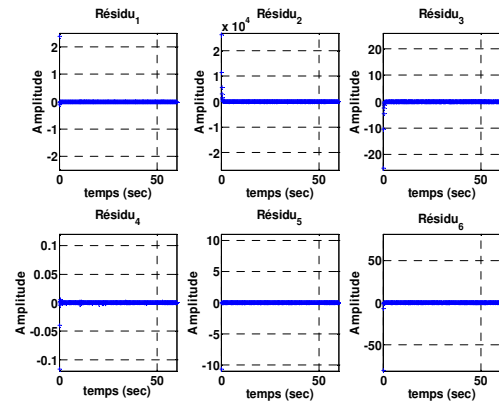 Résidu1
Amplitude
2
1
0
-1
-2
0
50
temps (sec)
Résidu2
x 10^4
Amplitude
2
1
0
-1
-2
0
50
temps (sec)
Résidu3
Amplitude
20
10
0
-10
-20
0
50
temps (sec)
Résidu4
Amplitude
0.1
0.05
0
-0.05
-0.1
0
50
temps (sec)
Résidu5
Amplitude
10
5
0
-5
-10
0
50
temps (sec)
Résidu6
Amplitude
50
0
-50
0
50
temps (sec)